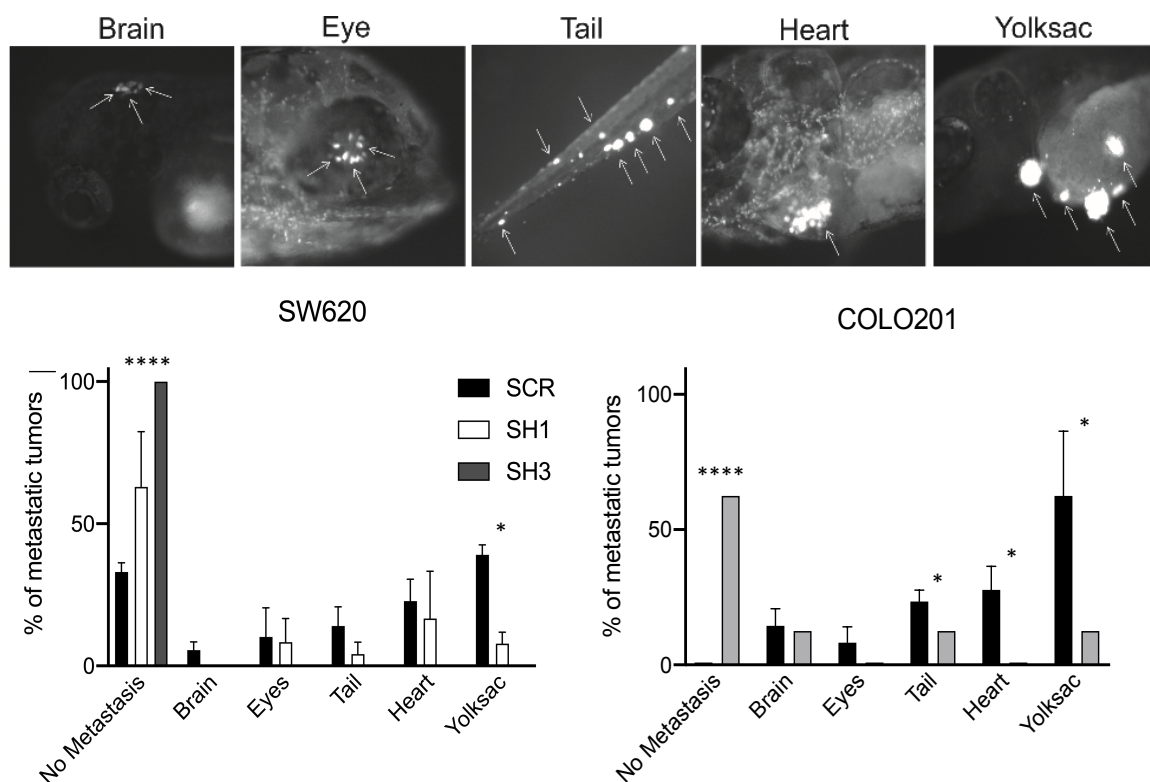 Brain Eye Tail Heart Yolksac
SW620
COLO201
% of metastatic tumors
100
50
0
****
*
SCR
SH1
SH3
No Metastasis
Brain
Eyes
Tail
Heart
Yolksac
% of metastatic tumors
100
50
0
****
*
*
*
No Metastasis
Brain
Eyes
Tail
Heart
Yolksac